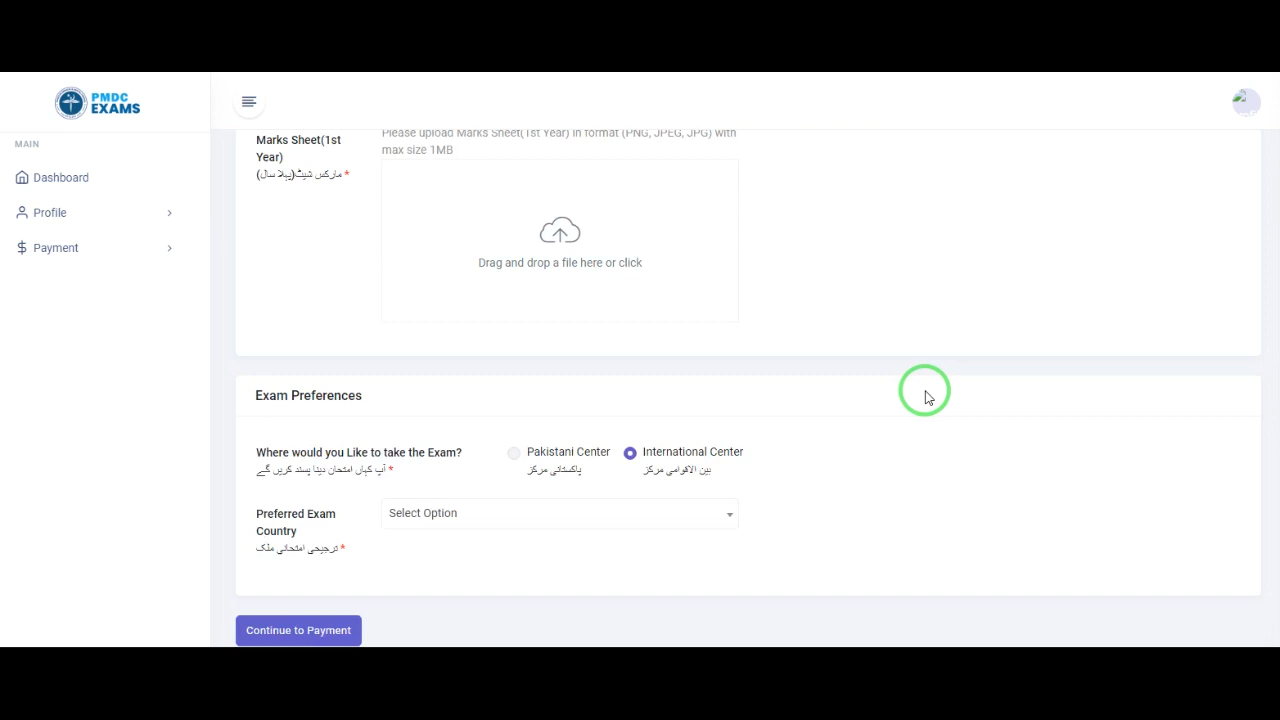 PMDC
EXAMS
MAIN
Dashboard
Profile
Payment
Please upload Marks Sheet(1st Year) in format (PNG, JPEG, JPG) with
max size 1MB
Marks Sheet(1st
Year)
مارکس شیٹ(پہلا سال) *
Drag and drop a file here or click
Exam Preferences
Where would you Like to take the Exam?
آپ کہاں امتحان دینا پسند کریں گے *
Pakistani Center
پاکستانی مرکز
International Center
بین الاقوامی مرکز
Preferred Exam
Country
ترجیحی امتحانی ملک *
Select Option
Continue to Payment